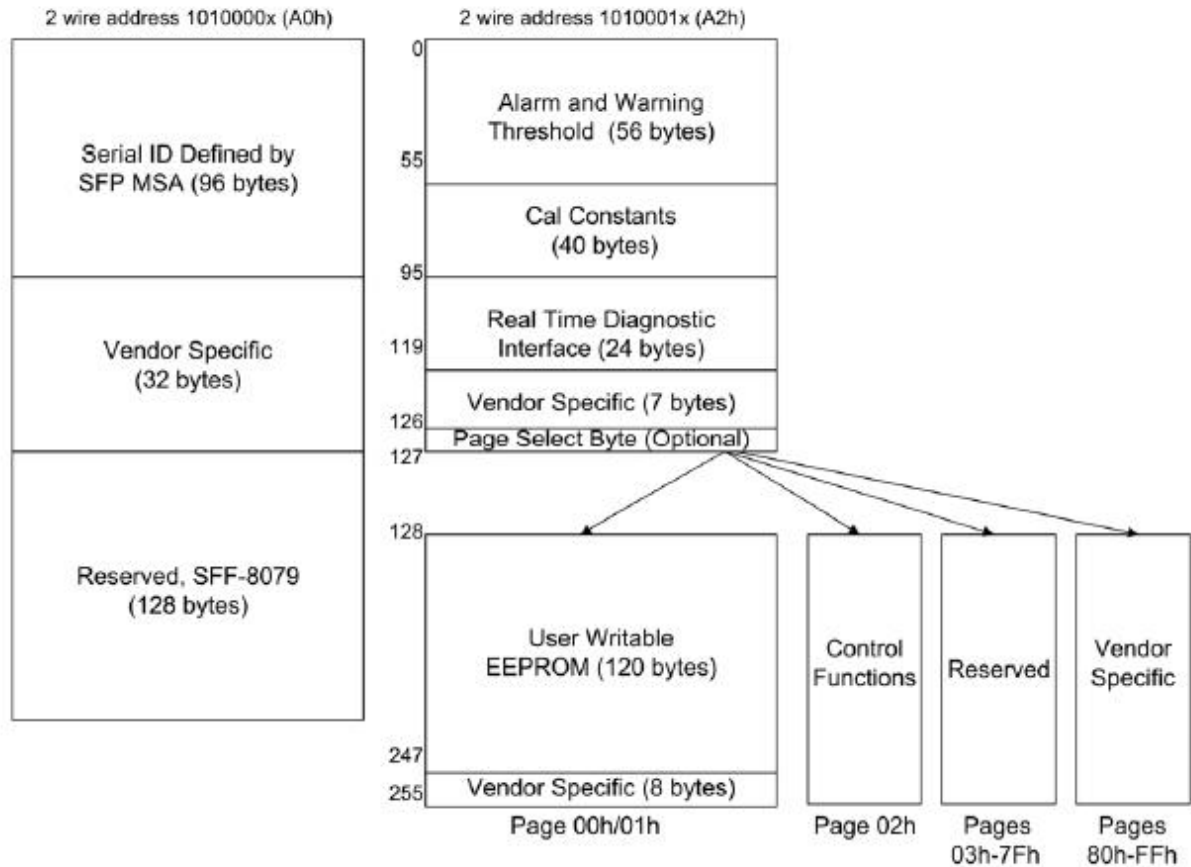 2 wire address 1010000x (A0h)
Serial ID Defined by
SFP MSA (96 bytes)
Vendor Specific
(32 bytes)
Reserved, SFF-8079
(128 bytes)
2 wire address 1010001x (A2h)
0
Alarm and Warning
Threshold (56 bytes)
55
Cal Constants
(40 bytes)
95
Real Time Diagnostic
Interface (24 bytes)
119
Vendor Specific (7 bytes)
126
Page Select Byte (Optional)
127
128
User Writable
EEPROM (120 bytes)
247
Vendor Specific (8 bytes)
255
Page 00h/01h
Control
Functions
Page 02h
Reserved
Pages
03h-7Fh
Vendor
Specific
Pages
80h-FFh